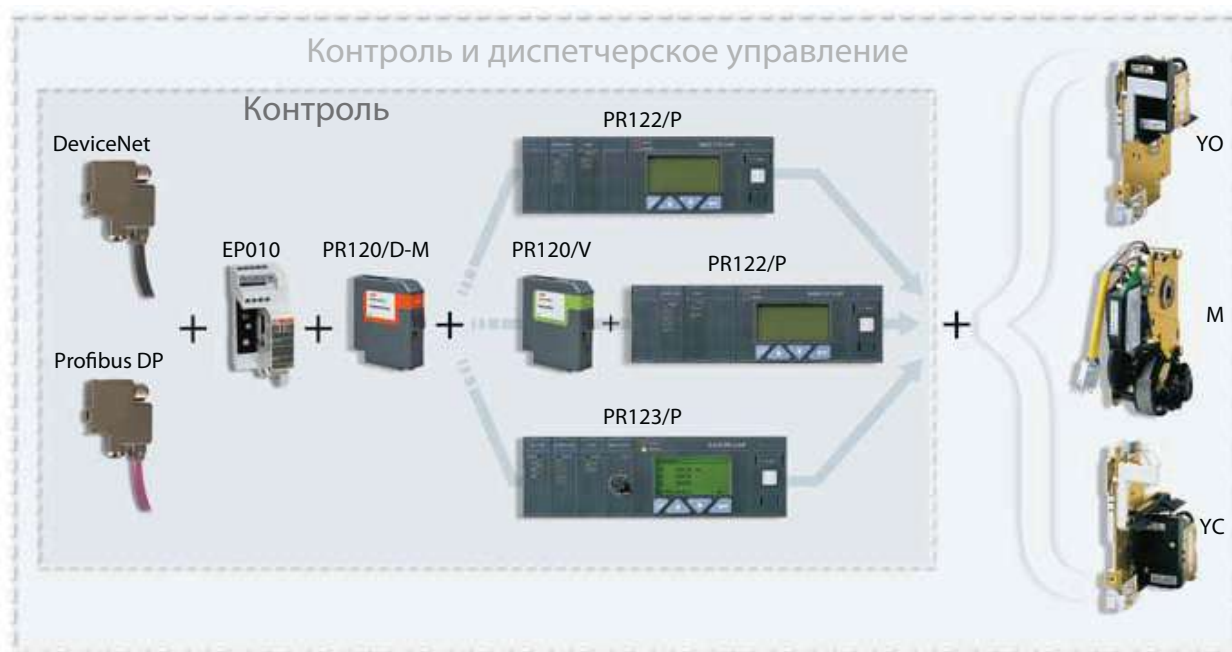 Контроль и диспетчерское управление
Контроль
DeviceNet
PR122/P
YO
EP010
PR120/D-M
PR120/V
PR122/P
M
Profibus DP
PR123/P
YC